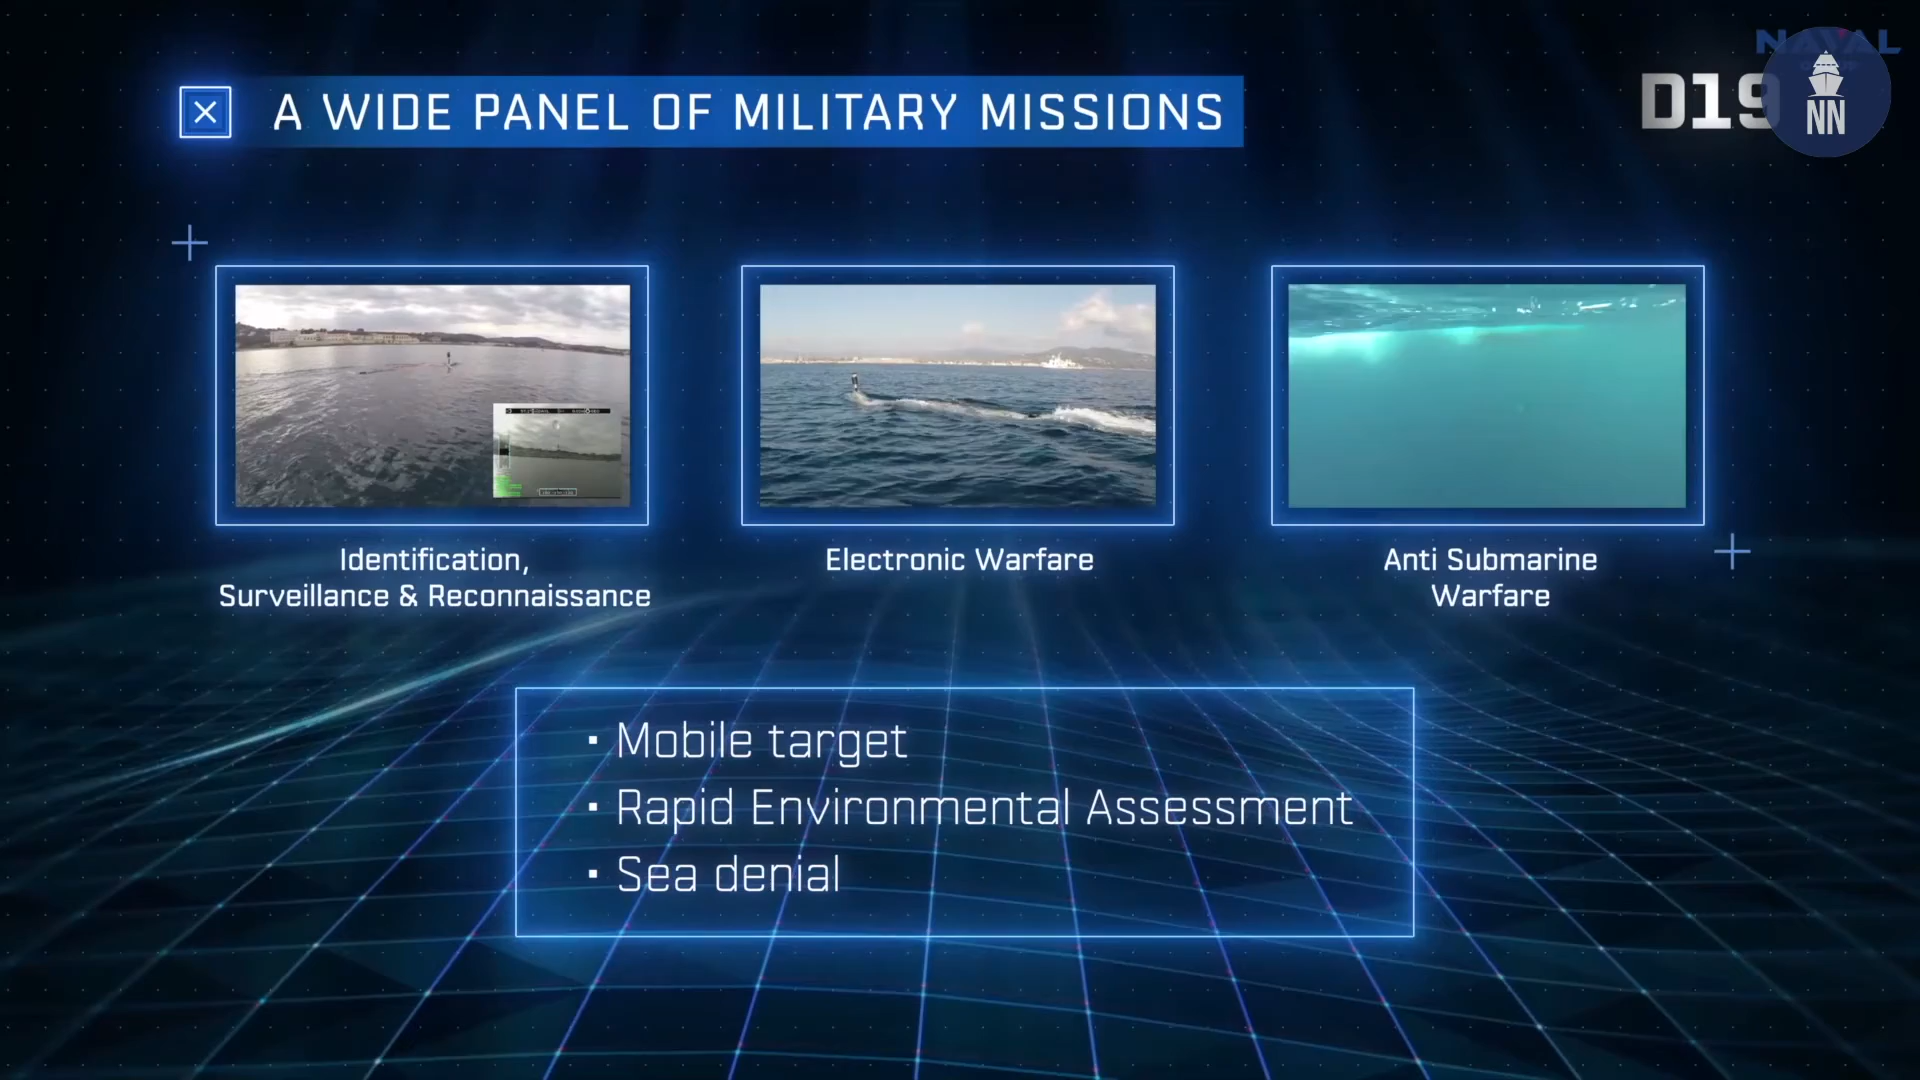 NAVAL
A WIDE PANEL OF MILITARY MISSIONS
D19
NN
Identification,
Surveillance & Reconnaissance
Electronic Warfare
Anti Submarine
Warfare
▪ Mobile target
▪ Rapid Environmental Assessment
▪ Sea denial